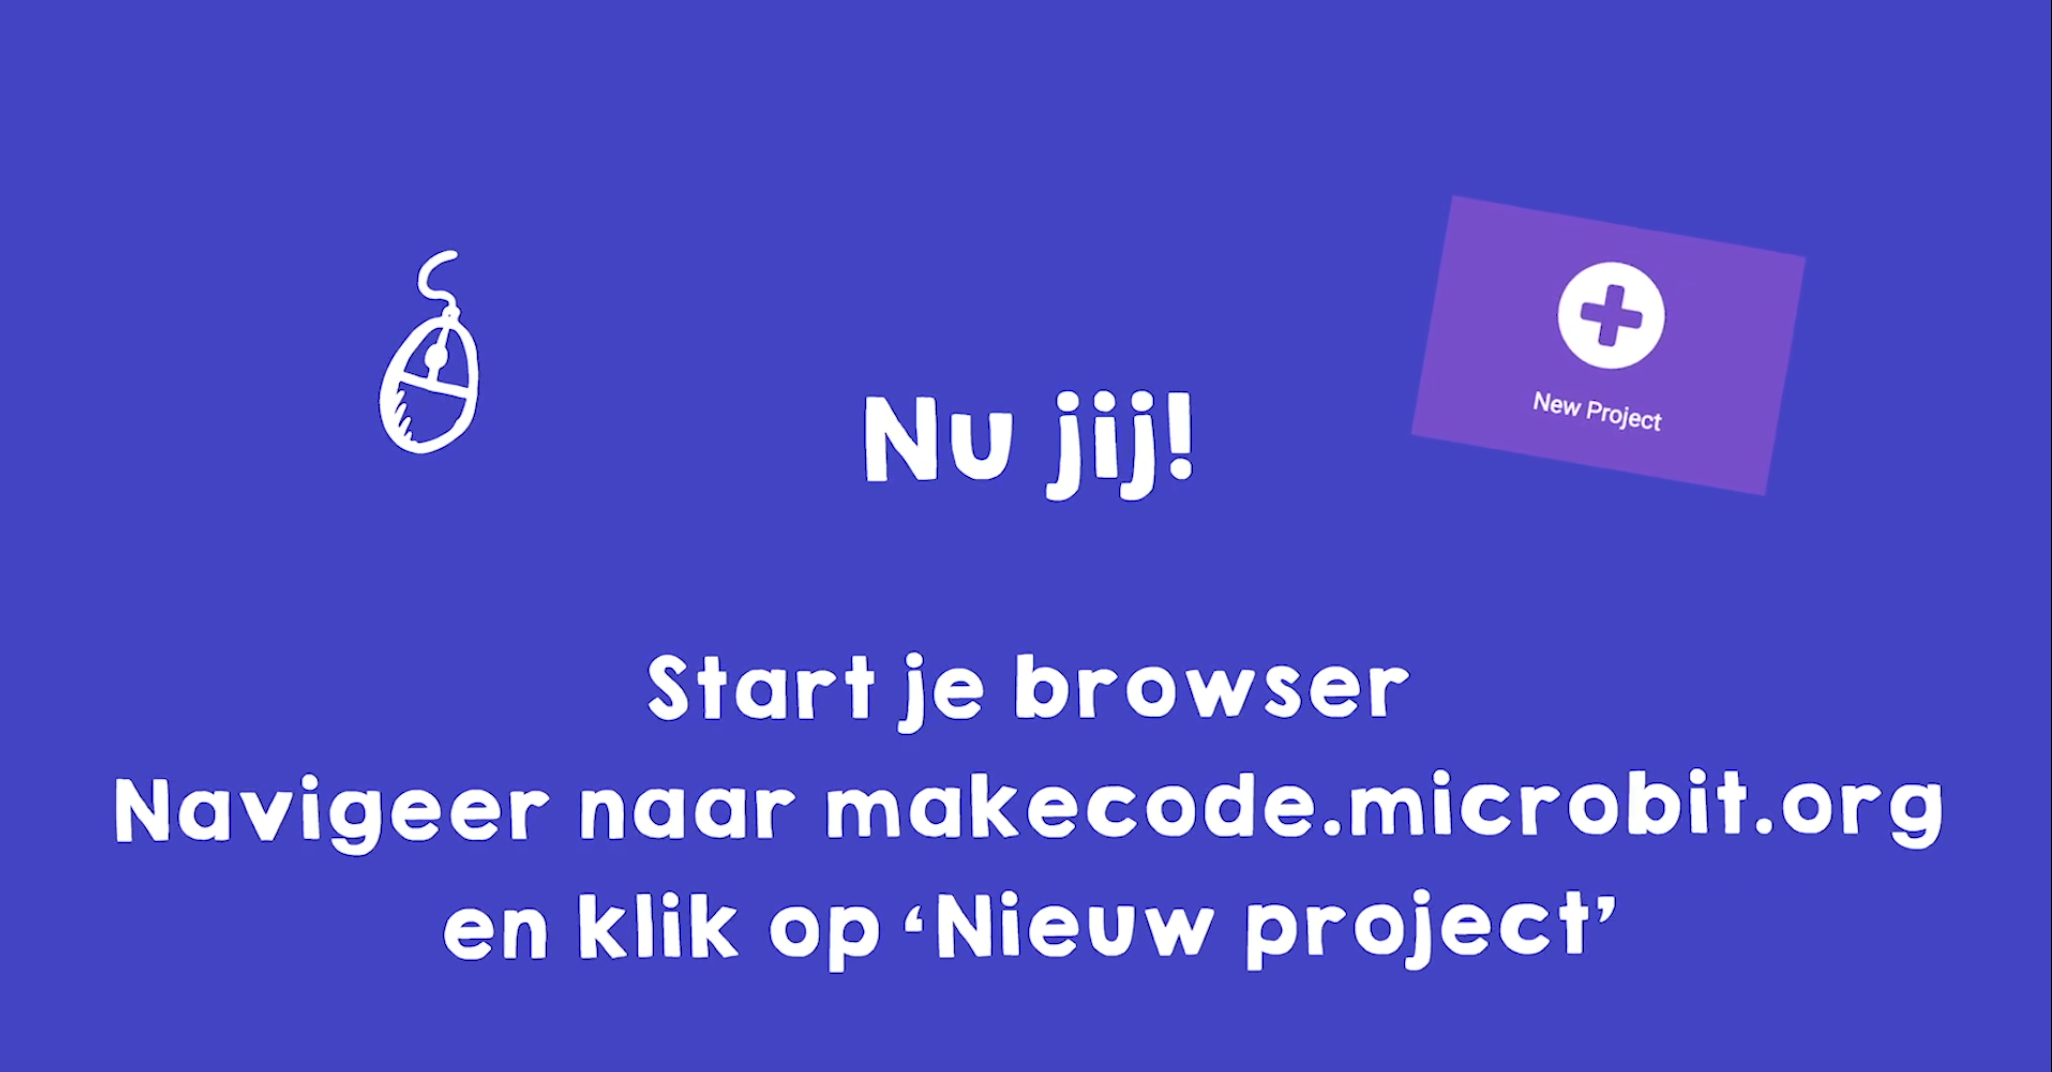 New Project
Nu jij!
Start je browser
Navigeer naar makecode.microbit.org
en klik op ‘Nieuw project’